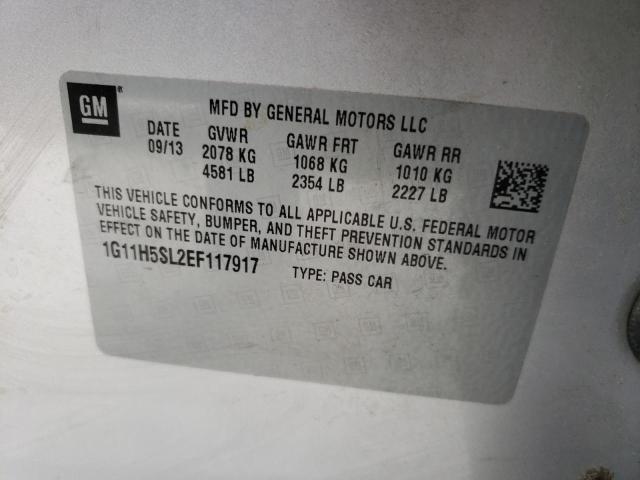 GM
MFD BY GENERAL MOTORS LLC
DATE GVWR GAWR FRT GAWR RR
09/13 2078 KG 1068 KG 1010 KG
4581 LB 2354 LB 2227 LB
THIS VEHICLE CONFORMS TO ALL APPLICABLE U.S. FEDERAL MOTOR
VEHICLE SAFETY, BUMPER, AND THEFT PREVENTION STANDARDS IN
EFFECT ON THE DATE OF MANUFACTURE SHOWN ABOVE.
1G11H5SL2EF117917 TYPE: PASS CAR